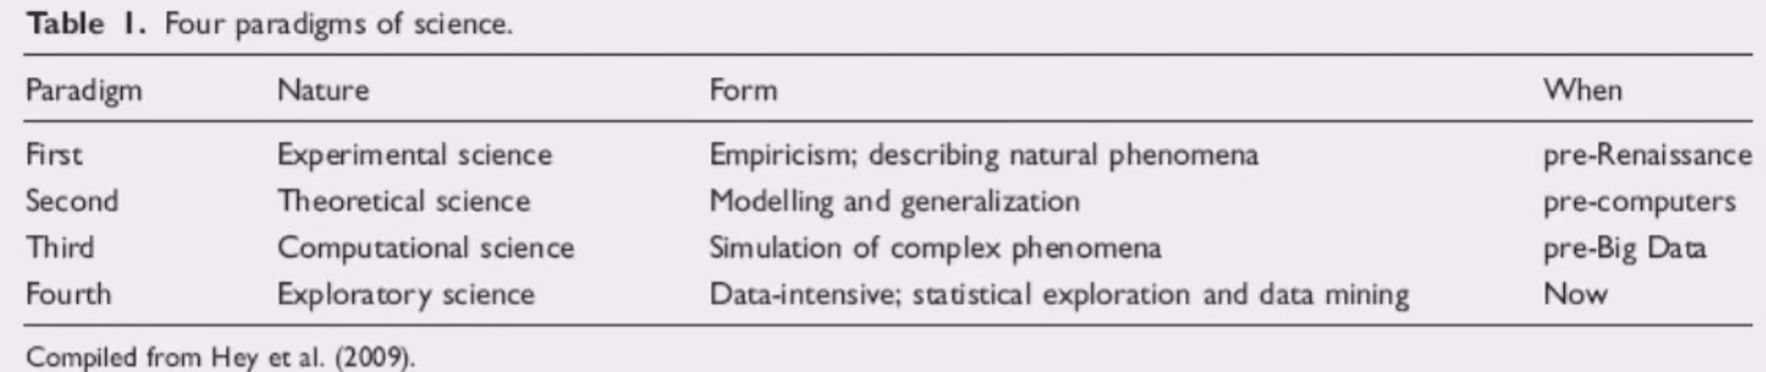 Table 1. Four paradigms of science.
Paradigm Nature Form When
First Experimental science Empiricism; describing natural phenomena pre-Renaissance
Second Theoretical science Modelling and generalization pre-computers
Third Computational science Simulation of complex phenomena pre-Big Data
Fourth Exploratory science Data-intensive; statistical exploration and data mining Now
Compiled from Hey et al. (2009).